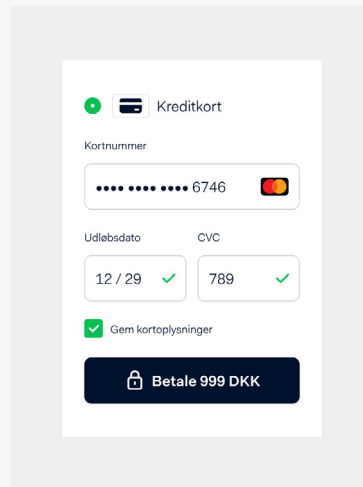 Kreditkort
Kortnummer
•••• •••• •••• 6746
Udløbsdato CVC
12 / 29 789
Gem kortoplysninger
Betale 999 DKK